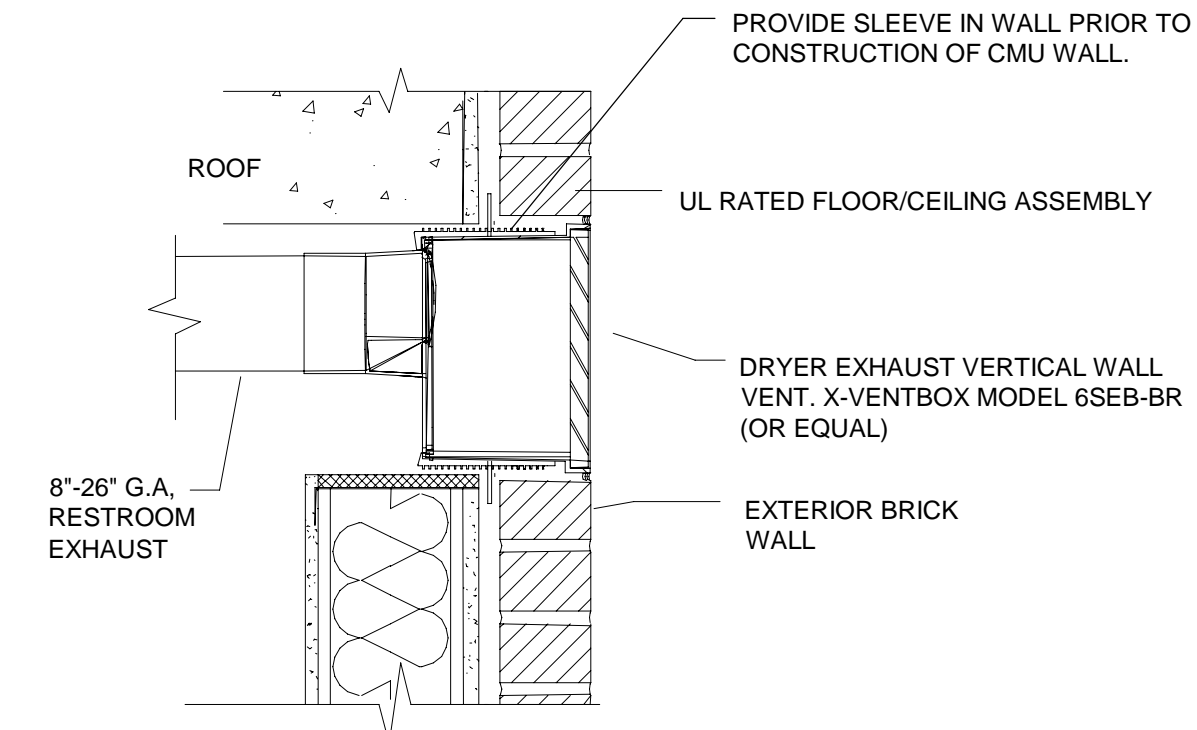 PROVIDE SLEEVE IN WALL PRIOR TO
CONSTRUCTION OF CMU WALL.
ROOF
UL RATED FLOOR/CEILING ASSEMBLY
DRYER EXHAUST VERTICAL WALL
VENT. X-VENTBOX MODEL 6SEB-BR
(OR EQUAL)
8"-26" G.A,
RESTROOM
EXHAUST
EXTERIOR BRICK
WALL